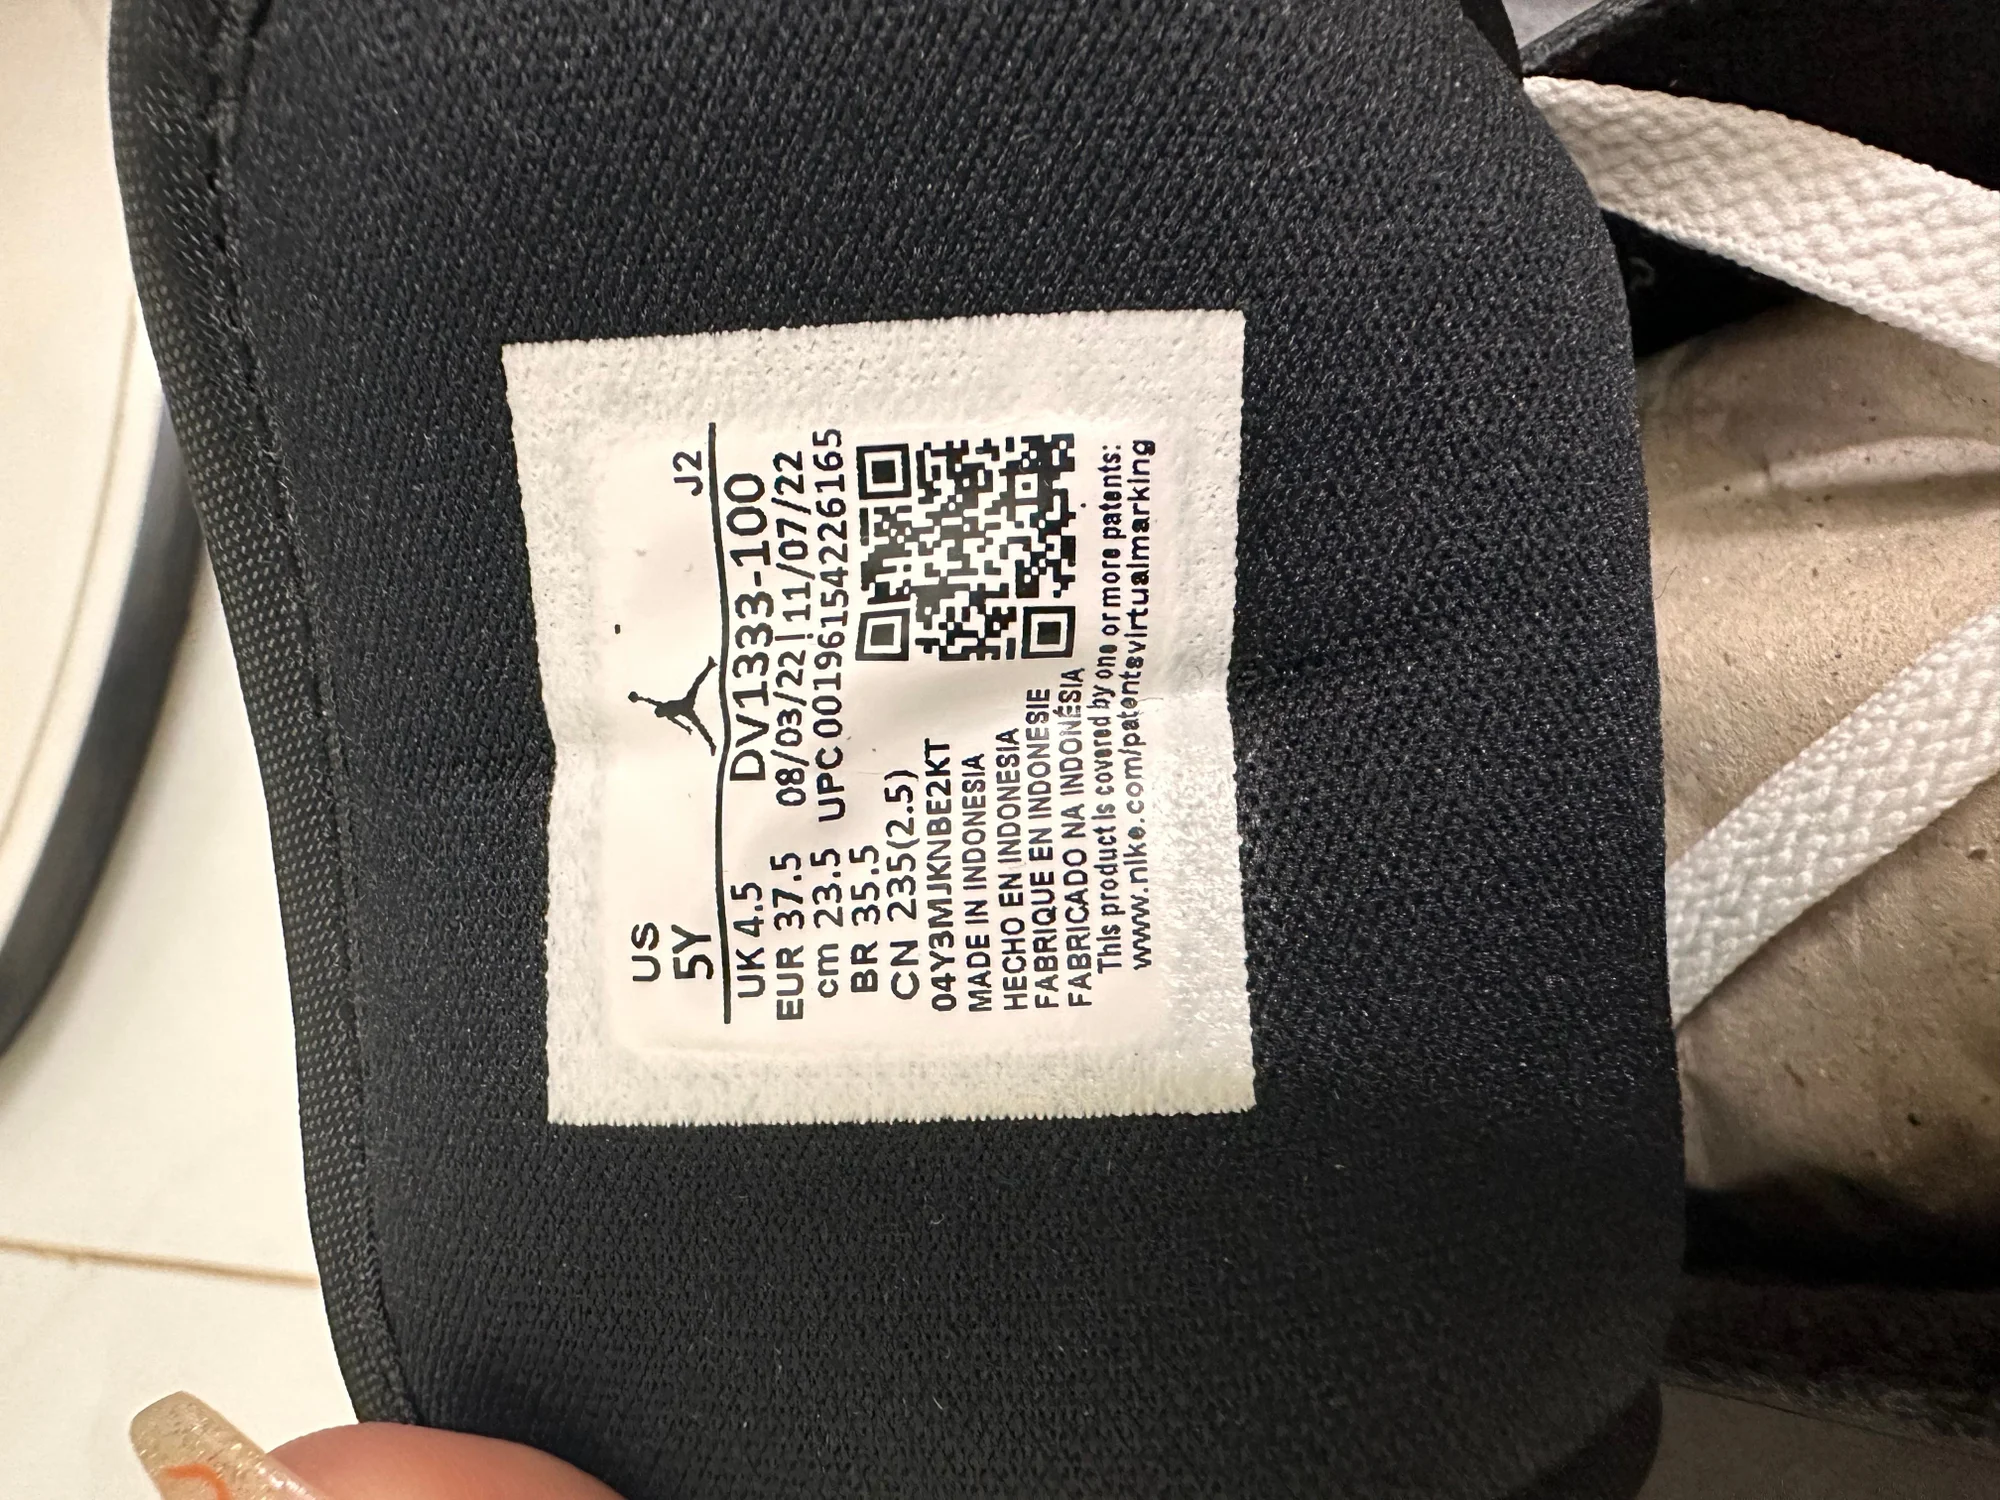 US
5Y J2
UK 4.5 DV1333-100
EUR 37.5 08/03/22 | 11/07/22
cm 23.5 UPC 00196154226165
BR 35.5
CN 235(2.5)
04Y3MJKNBE2KT
MADE IN INDONESIA
HECHO EN INDONESIA
FABRIQUE EN INDONESIE
FABRICADO NA INDONÉSIA
This product is covered by one or more patents:
www.nike.com/patentsvirtualmarking